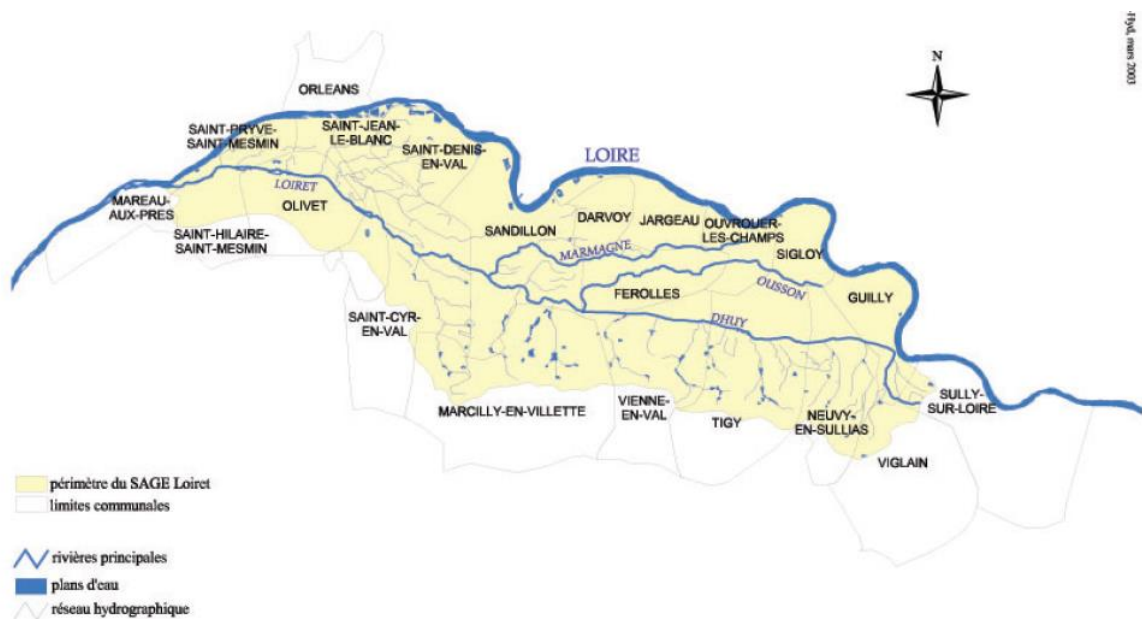 -Hyd, mars 2003
N
ORLEANS
SAINT-PRYVE-
SAINT MESMIN
SAINT-JEAN-
LE-BLANC
SAINT-DENIS-
EN-VAL
LOIRE
LOIRET
MAREAU-
AUX-PRES
OLIVET
SAINT-HILAIRE-
SAINT-MESMIN
SANDILLON
DARVOY
JARGEAU
OUVROUER-
LES-CHAMPS
MARMAGNE
SIGLOY
OUSSON
FEROLLES
GUILLY
SAINT-CYR-
EN-VAL
DHUY
MARCILLY-EN-VILLETTE
VIENNE-
EN-VAL
TIGY
NEUVY-
EN-SULLIAS
SULLY-
SUR-LOIRE
VIGLAIN
périmètre du SAGE Loiret
limites communales
rivières principales
plans d'eau
réseau hydrographique